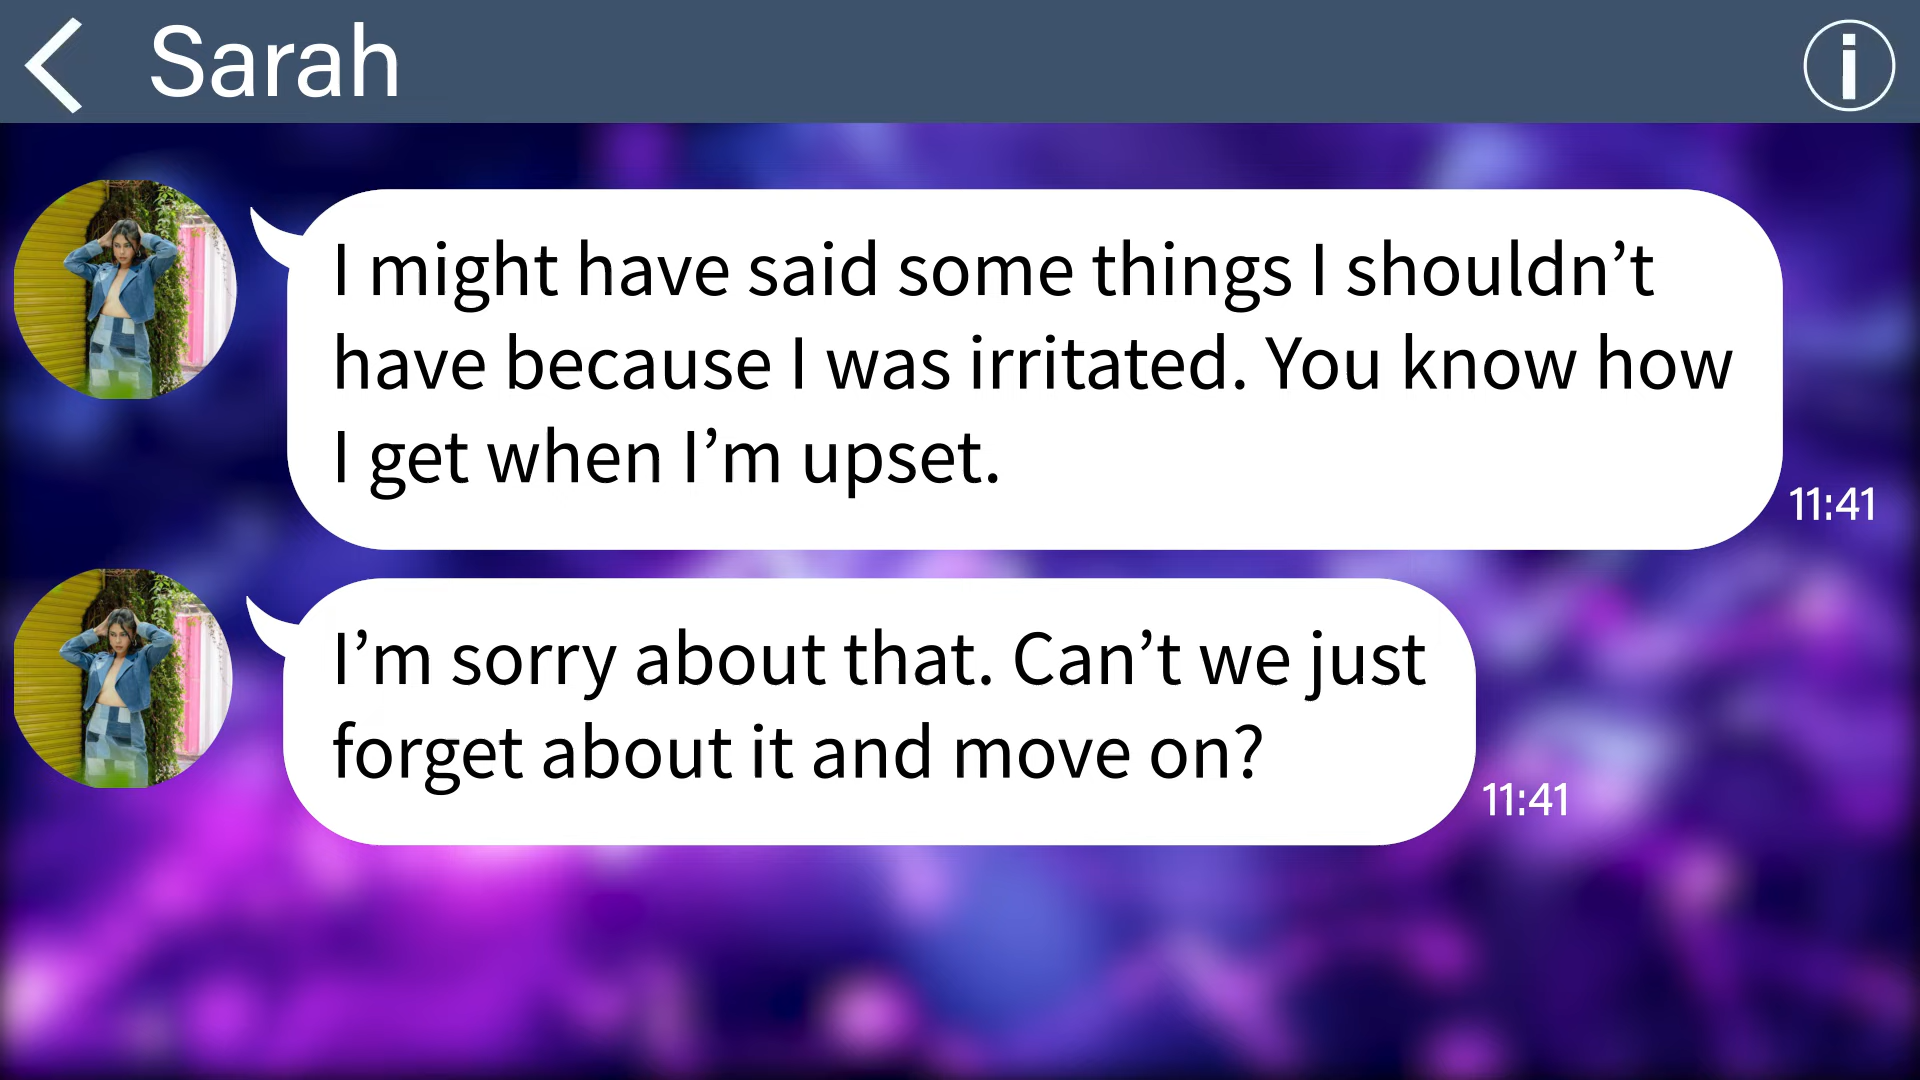 Sarah
I might have said some things I shouldn’t
have because I was irritated. You know how
I get when I’m upset.
11:41
I’m sorry about that. Can’t we just
forget about it and move on?
11:41